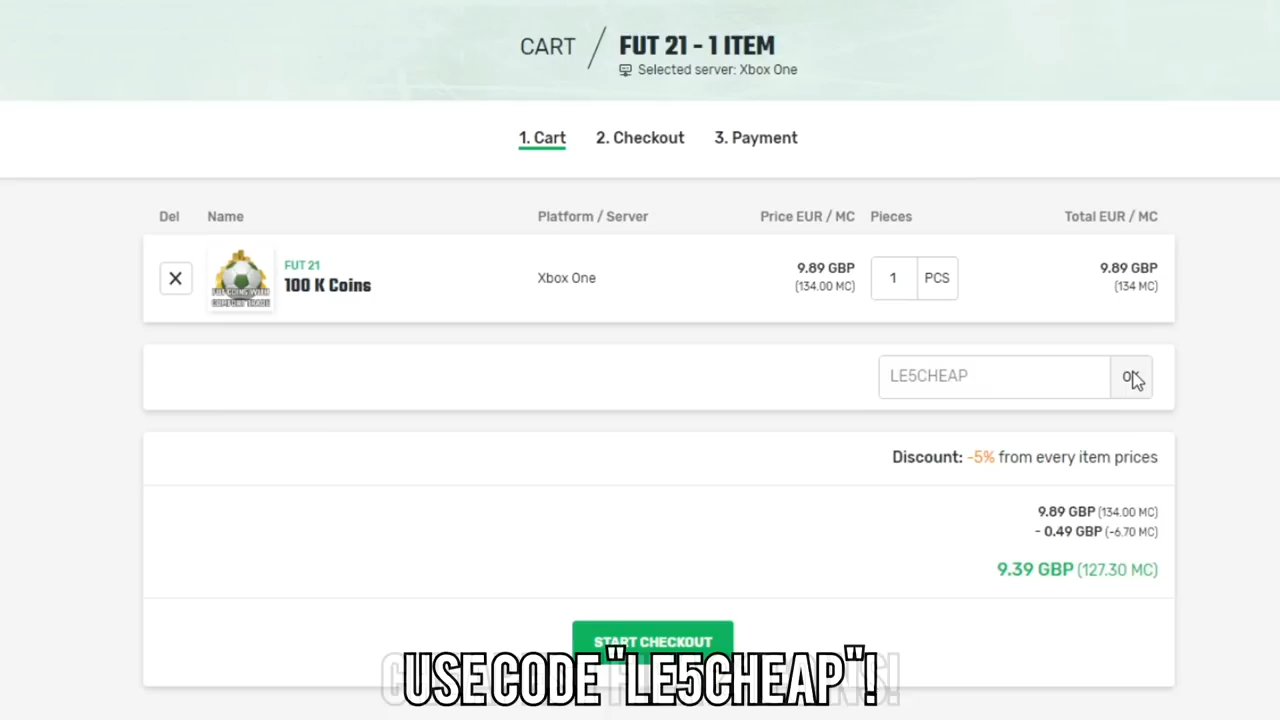 CART / FUT 21 - 1 ITEM
Selected server: Xbox One
1. Cart 2. Checkout 3. Payment
Del Name Platform / Server Price EUR / MC Pieces Total EUR / MC
FUT 21
100 K Coins
Xbox One
9.89 GBP
(134.00 MC)
1 PCS
9.89 GBP
(134 MC)
LE5CHEAP
Discount: -5% from every item prices
9.89 GBP (134.00 MC)
- 0.49 GBP (-6.70 MC)
9.39 GBP (127.30 MC)
START CHECKOUT
USE CODE "LE5CHEAP"!